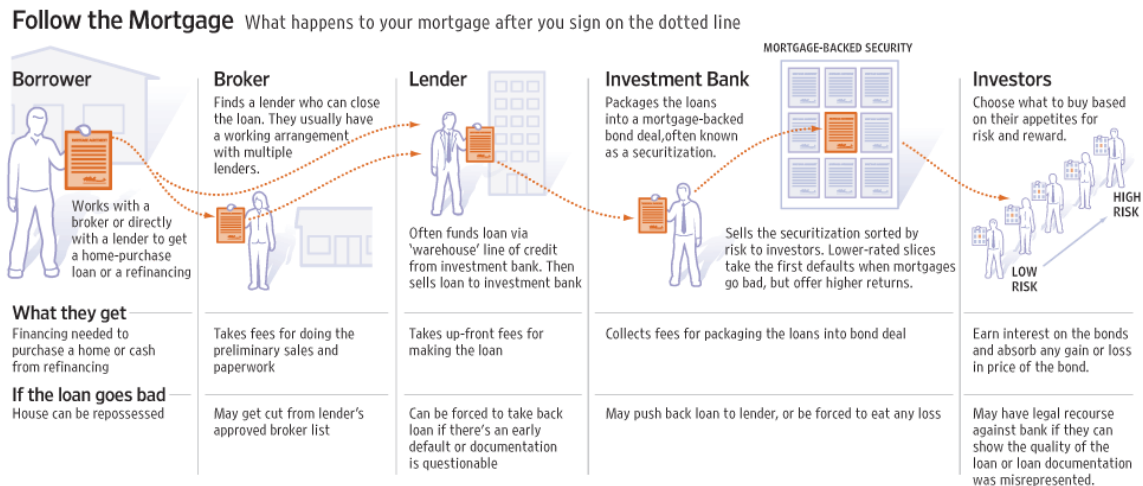 Follow the Mortgage What happens to your mortgage after you sign on the dotted line
Borrower
Works with a
broker or directly
with a lender to get
a home-purchase
loan or a refinancing
Broker
Finds a lender who can close
the loan. They usually have
a working arrangement
with multiple
lenders.
Lender
Often funds loan via
‘warehouse’ line of credit
from investment bank. Then
sells loan to investment bank
Investment Bank
Packages the loans
into a mortgage-backed
bond deal,often known
as a securitization.
MORTGAGE-BACKED SECURITY
Sells the securitization sorted by
risk to investors. Lower-rated slices
take the first defaults when mortgages
go bad, but offer higher returns.
Investors
Choose what to buy based
on their appetites for
risk and reward.
HIGH
RISK
LOW
RISK
What they get
Financing needed to
purchase a home or cash
from refinancing
Takes fees for doing the
preliminary sales and
paperwork
Takes up-front fees for
making the loan
Collects fees for packaging the loans into bond deal
Earn interest on the bonds
and absorb any gain or loss
in price of the bond.
If the loan goes bad
House can be repossessed
May get cut from lender’s
approved broker list
Can be forced to take back
loan if there’s an early
default or documentation
is questionable
May push back loan to lender, or be forced to eat any loss
May have legal recourse
against bank if they can
show the quality of the
loan or loan documentation
was misrepresented.